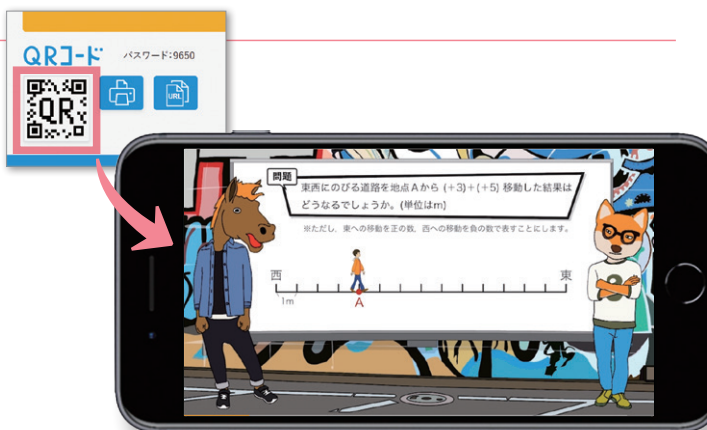 QRコード パスワード:9650
QR
URL
問題
東西にのびる道路を地点Aから (+3)+(+5) 移動した結果は
どうなるでしょうか。(単位はm)
※ただし、東への移動を正の数、西への移動を負の数で表すことにします。
西 東
1m
A